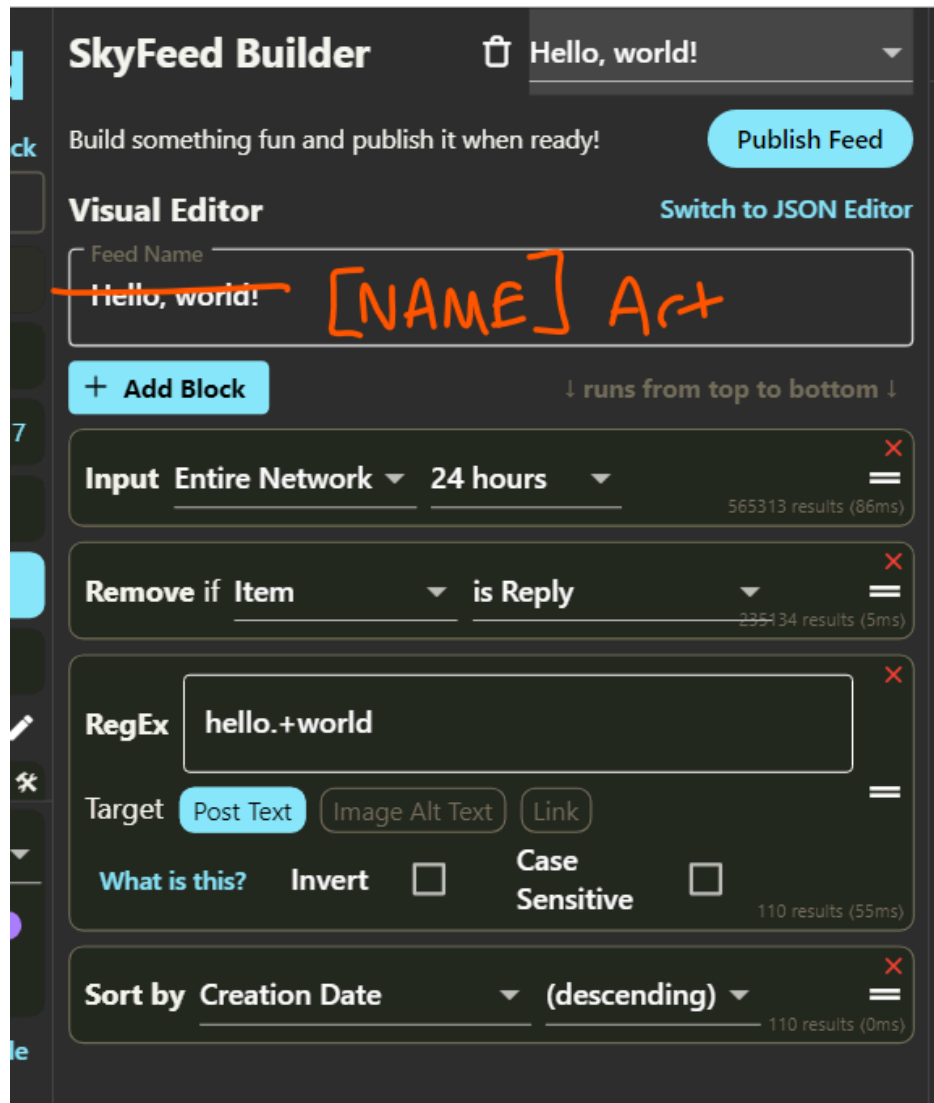 SkyFeed Builder Hello, world!
ck
Build something fun and publish it when ready! Publish Feed
Visual Editor Switch to JSON Editor
Feed Name
Hello, world! [NAME] Art
+ Add Block ↓ runs from top to bottom ↓
7
Input Entire Network 24 hours
565313 results (86ms)
Remove if Item is Reply
235134 results (5ms)
RegEx hello.+world
Target Post Text Image Alt Text Link
What is this? Invert Case Sensitive
110 results (55ms)
Sort by Creation Date (descending)
110 results (0ms)
le